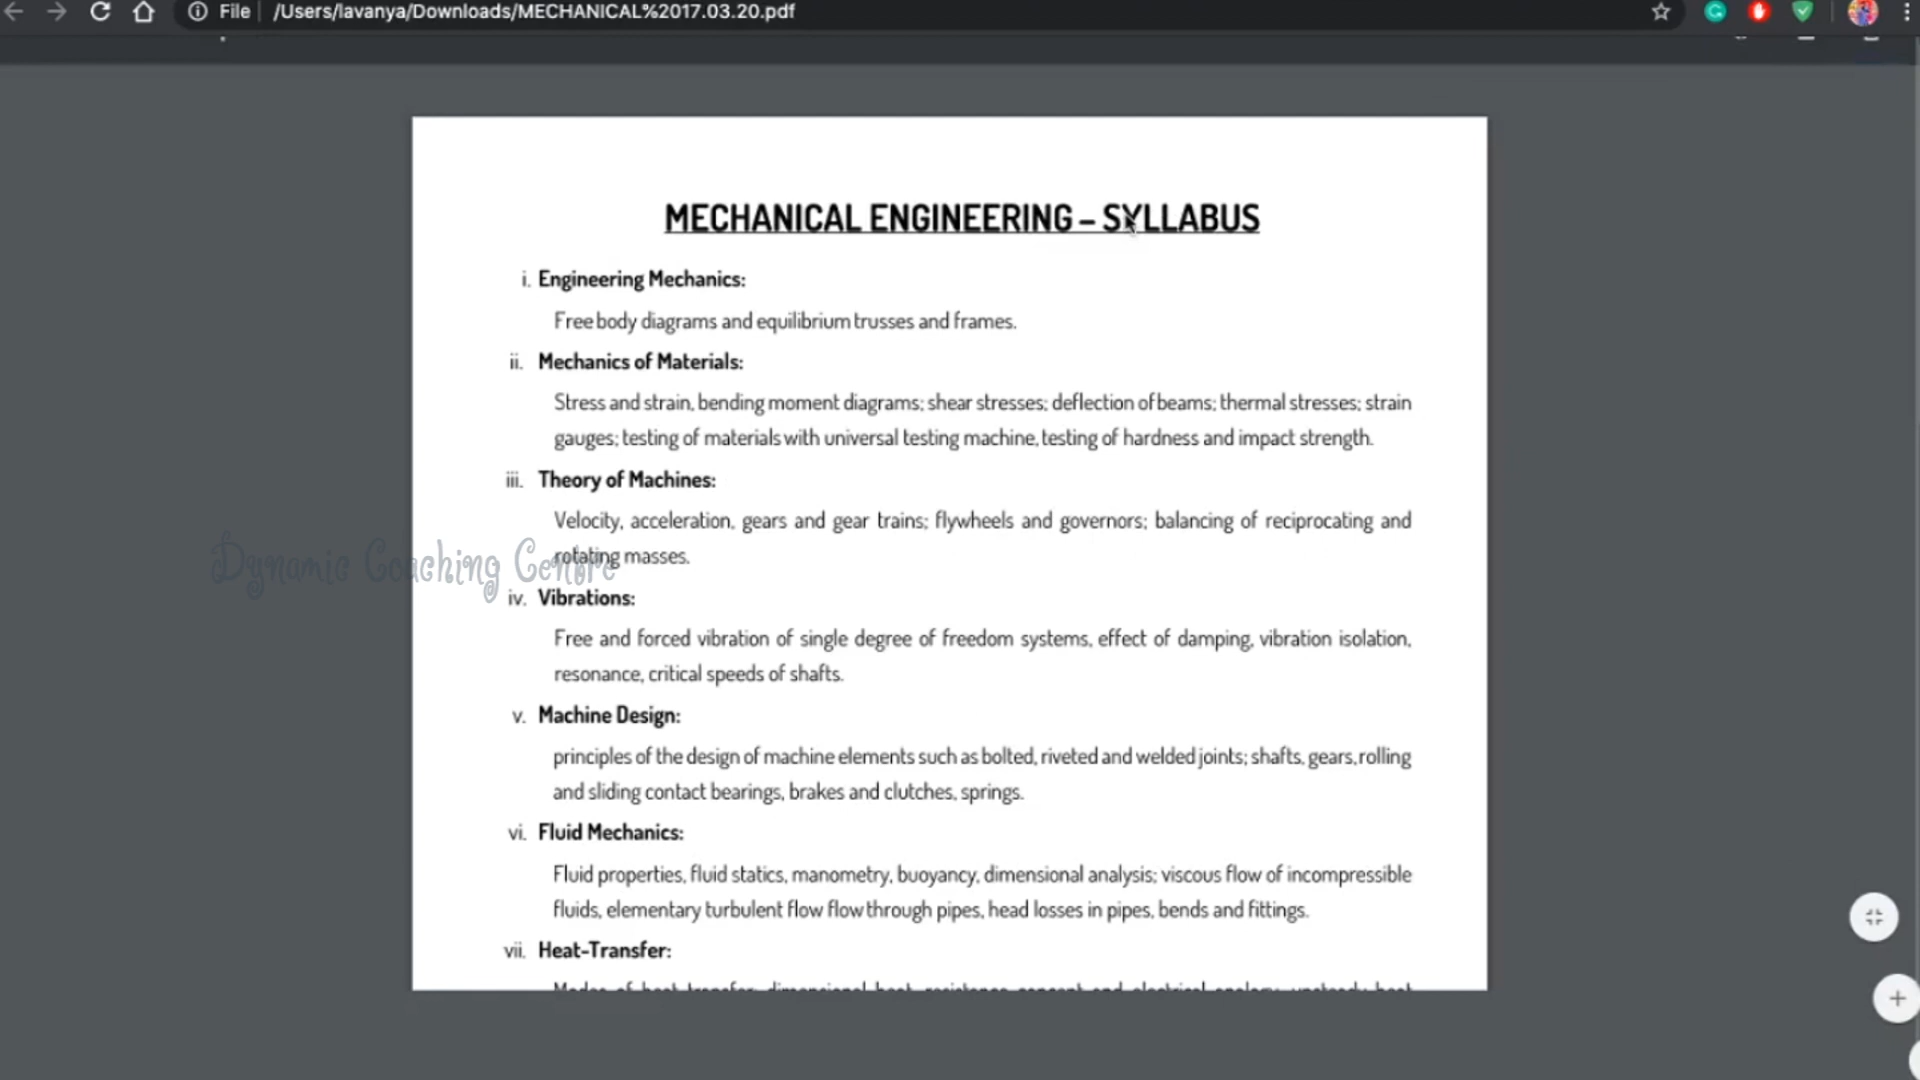 File /Users/lavanya/Downloads/MECHANICAL%2017.03.20.pdf
MECHANICAL ENGINEERING – SYLLABUS
i. Engineering Mechanics:
Free body diagrams and equilibrium trusses and frames.
ii. Mechanics of Materials:
Stress and strain, bending moment diagrams; shear stresses; deflection of beams; thermal stresses; strain
gauges; testing of materials with universal testing machine, testing of hardness and impact strength.
iii. Theory of Machines:
Velocity, acceleration, gears and gear trains; flywheels and governors; balancing of reciprocating and
rotating masses.
Dynamic Coaching Centre
iv. Vibrations:
Free and forced vibration of single degree of freedom systems, effect of damping, vibration isolation,
resonance, critical speeds of shafts.
v. Machine Design:
principles of the design of machine elements such as bolted, riveted and welded joints; shafts, gears, rolling
and sliding contact bearings, brakes and clutches, springs.
vi. Fluid Mechanics:
Fluid properties, fluid statics, manometry, buoyancy, dimensional analysis; viscous flow of incompressible
fluids, elementary turbulent flow flow through pipes, head losses in pipes, bends and fittings.
vii. Heat-Transfer: